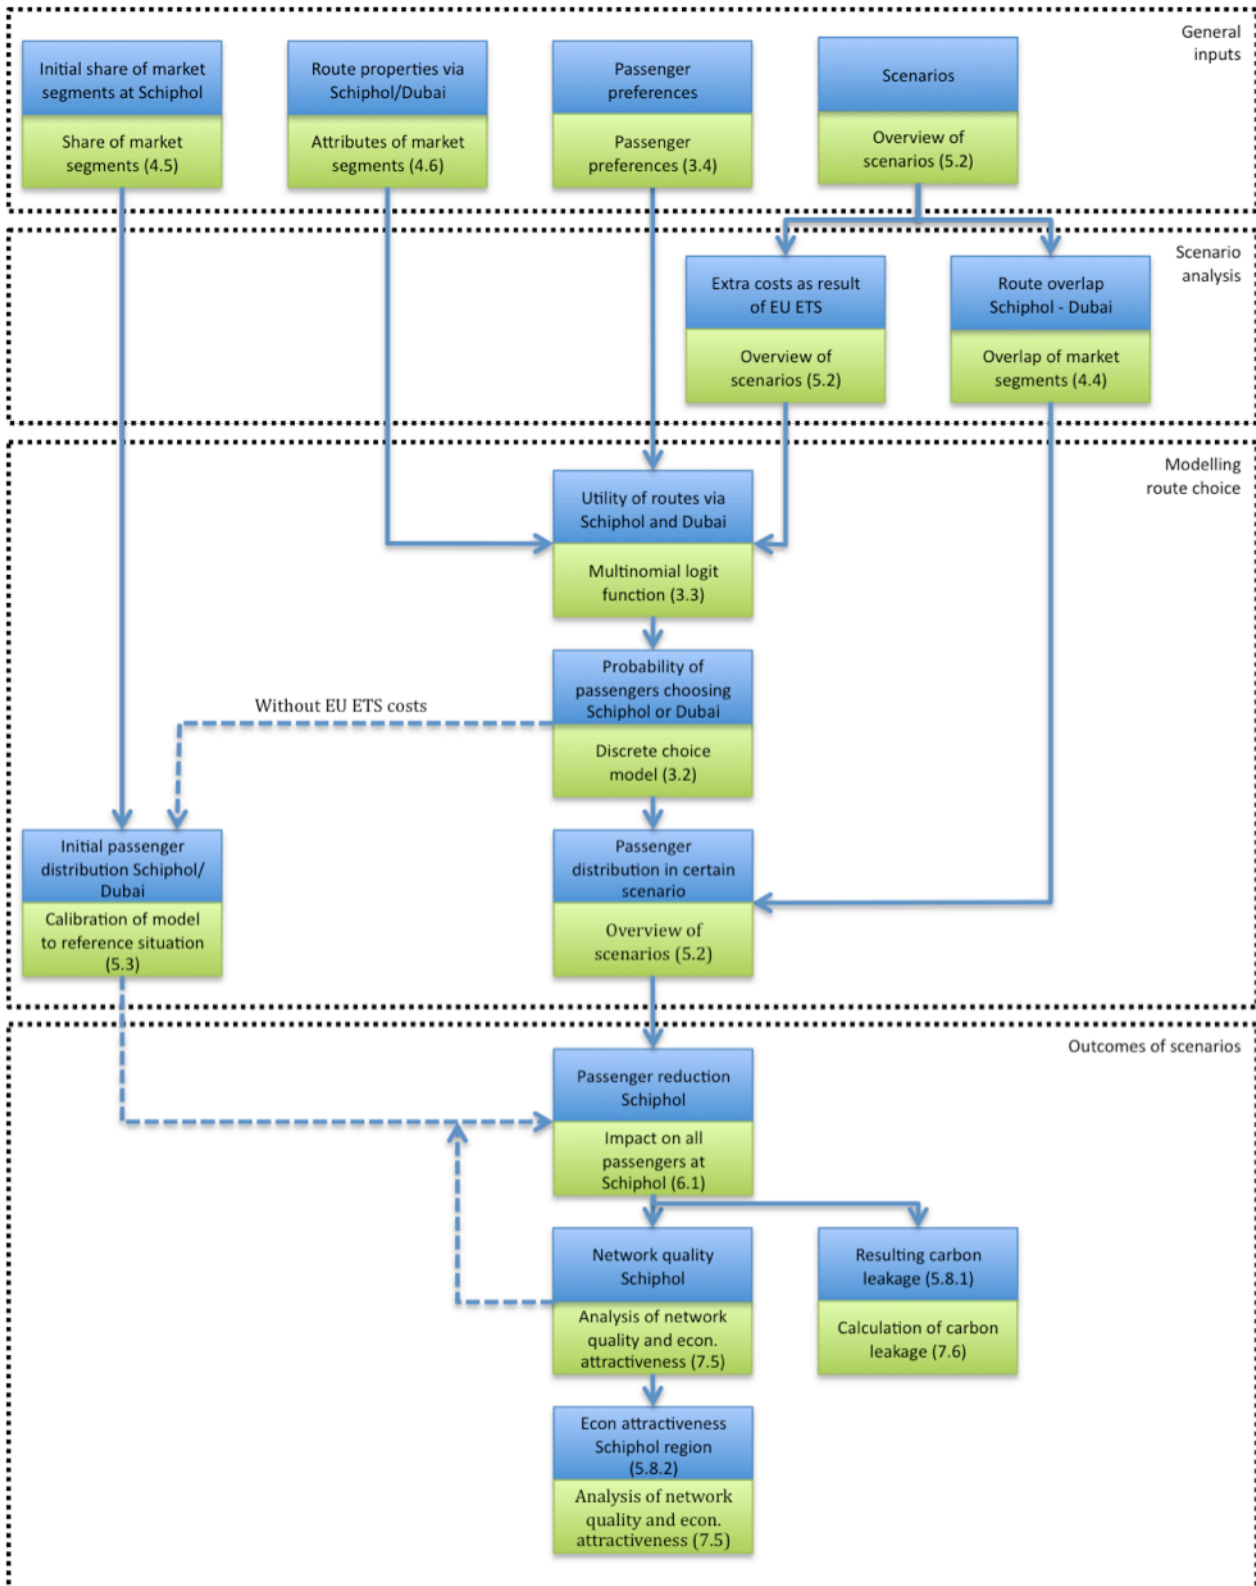 General
inputs
Initial share of market
segments at Schiphol
Share of market
segments (4.5)
Route properties via
Schiphol/Dubai
Attributes of market
segments (4.6)
Passenger
preferences
Passenger
preferences (3.4)
Scenarios
Overview of
scenarios (5.2)
Scenario
analysis
Extra costs as result
of EU ETS
Overview of
scenarios (5.2)
Route overlap
Schiphol - Dubai
Overlap of market
segments (4.4)
Modelling
route choice
Utility of routes via
Schiphol and Dubai
Multinomial logit
function (3.3)
Probability of
passengers choosing
Schiphol or Dubai
Discrete choice
model (3.2)
Without EU ETS costs
Initial passenger
distribution Schiphol/
Dubai
Calibration of model
to reference situation
(5.3)
Passenger
distribution in certain
scenario
Overview of
scenarios (5.2)
Outcomes of scenarios
Passenger reduction
Schiphol
Impact on all
passengers at
Schiphol (6.1)
Network quality
Schiphol
Analysis of network
quality and econ.
attractiveness (7.5)
Resulting carbon
leakage (5.8.1)
Calculation of carbon
leakage (7.6)
Econ attractiveness
Schiphol region
(5.8.2)
Analysis of network
quality and econ.
attractiveness (7.5)